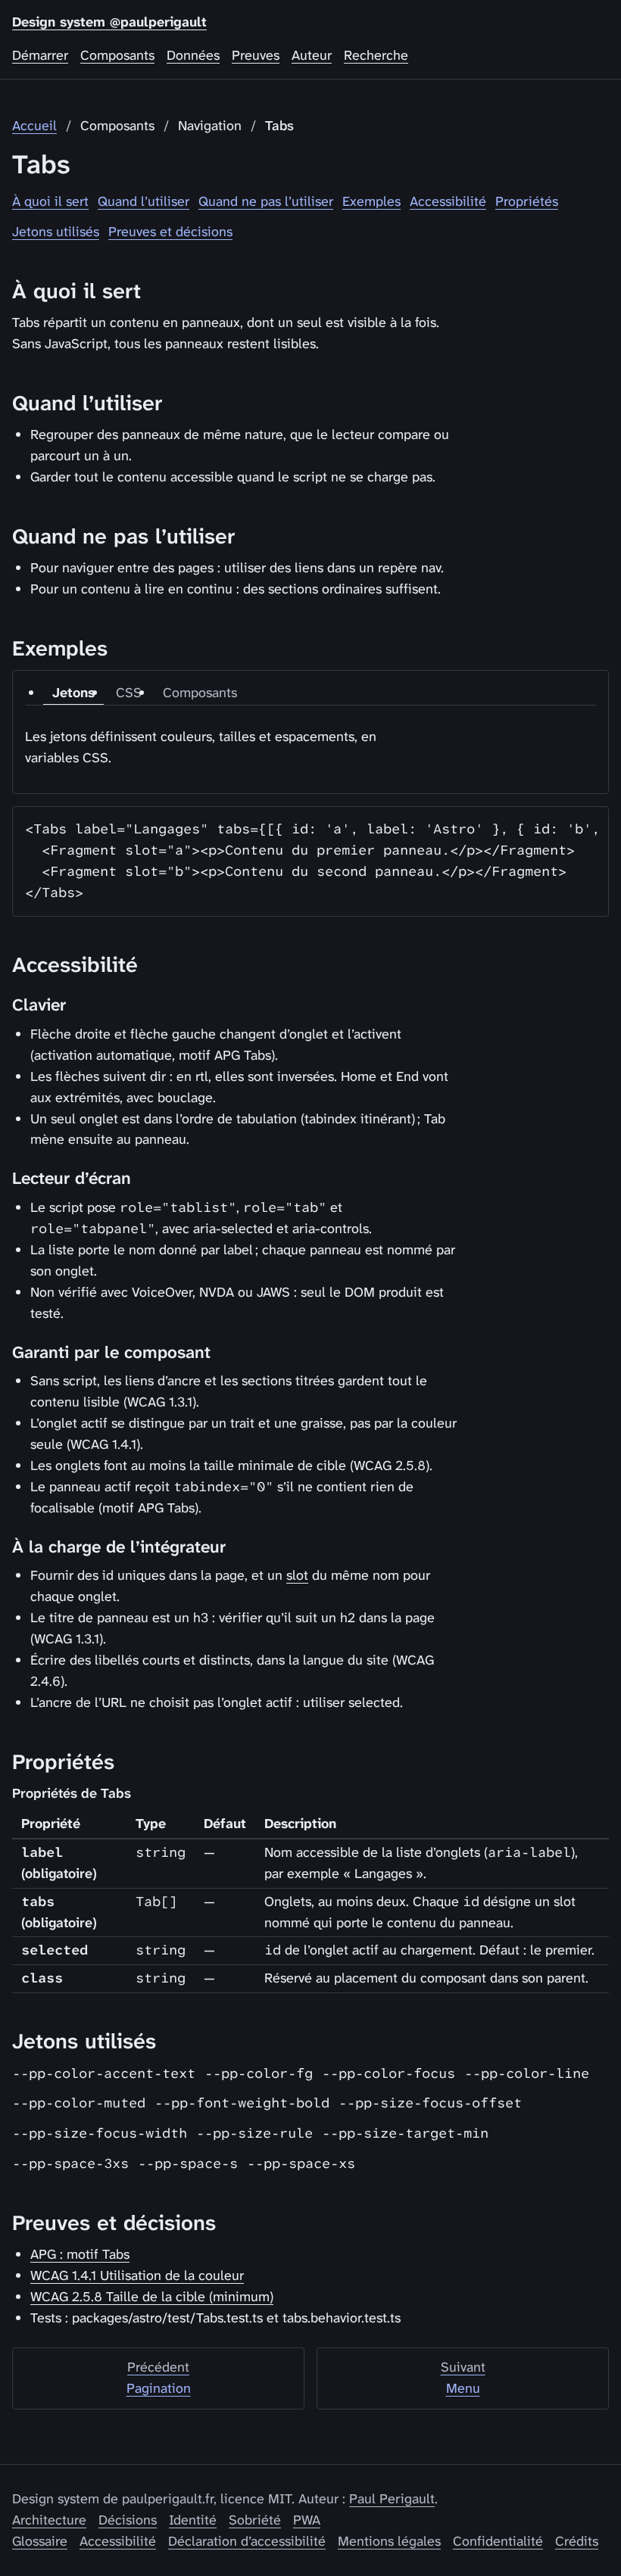 Design system @paulperigault
Démarrer Composants Données Preuves Auteur Recherche
Accueil / Composants / Navigation / Tabs
Tabs
À quoi il sert Quand l’utiliser Quand ne pas l’utiliser Exemples Accessibilité Propriétés
Jetons utilisés Preuves et décisions
À quoi il sert
Tabs répartit un contenu en panneaux, dont un seul est visible à la fois.
Sans JavaScript, tous les panneaux restent lisibles.
Quand l’utiliser
• Regrouper des panneaux de même nature, que le lecteur compare ou
parcourt un à un.
• Garder tout le contenu accessible quand le script ne se charge pas.
Quand ne pas l’utiliser
• Pour naviguer entre des pages : utiliser des liens dans un repère nav.
• Pour un contenu à lire en continu : des sections ordinaires suffisent.
Exemples
• Jetons • CSS • Composants
Les jetons définissent couleurs, tailles et espacements, en
variables CSS.
<Tabs label="Langages" tabs={[{ id: 'a', label: 'Astro' }, { id: 'b',
<Fragment slot="a"><p>Contenu du premier panneau.</p></Fragment>
<Fragment slot="b"><p>Contenu du second panneau.</p></Fragment>
</Tabs>
Accessibilité
Clavier
• Flèche droite et flèche gauche changent d’onglet et l’activent
(activation automatique, motif APG Tabs).
• Les flèches suivent dir : en rtl, elles sont inversées. Home et End vont
aux extrémités, avec bouclage.
• Un seul onglet est dans l’ordre de tabulation (tabindex itinérant) ; Tab
mène ensuite au panneau.
Lecteur d’écran
• Le script pose role="tablist", role="tab" et
role="tabpanel", avec aria-selected et aria-controls.
• La liste porte le nom donné par label ; chaque panneau est nommé par
son onglet.
• Non vérifié avec VoiceOver, NVDA ou JAWS : seul le DOM produit est
testé.
Garanti par le composant
• Sans script, les liens d’ancre et les sections titrées gardent tout le
contenu lisible (WCAG 1.3.1).
• L’onglet actif se distingue par un trait et une graisse, pas par la couleur
seule (WCAG 1.4.1).
• Les onglets font au moins la taille minimale de cible (WCAG 2.5.8).
• Le panneau actif reçoit tabindex="0" s’il ne contient rien de
focalisable (motif APG Tabs).
À la charge de l’intégrateur
• Fournir des id uniques dans la page, et un slot du même nom pour
chaque onglet.
• Le titre de panneau est un h3 : vérifier qu’il suit un h2 dans la page
(WCAG 1.3.1).
• Écrire des libellés courts et distincts, dans la langue du site (WCAG
2.4.6).
• L’ancre de l’URL ne choisit pas l’onglet actif : utiliser selected.
Propriétés
Propriétés de Tabs
Propriété Type Défaut Description
label (obligatoire) string — Nom accessible de la liste d’onglets (aria-label), par exemple « Langages ».
tabs (obligatoire) Tab[] — Onglets, au moins deux. Chaque id désigne un slot nommé qui porte le contenu du panneau.
selected string — id de l’onglet actif au chargement. Défaut : le premier.
class string — Réservé au placement du composant dans son parent.
Jetons utilisés
--pp-color-accent-text --pp-color-fg --pp-color-focus --pp-color-line
--pp-color-muted --pp-font-weight-bold --pp-size-focus-offset
--pp-size-focus-width --pp-size-rule --pp-size-target-min
--pp-space-3xs --pp-space-s --pp-space-xs
Preuves et décisions
• APG : motif Tabs
• WCAG 1.4.1 Utilisation de la couleur
• WCAG 2.5.8 Taille de la cible (minimum)
• Tests : packages/astro/test/Tabs.test.ts et tabs.behavior.test.ts
Précédent
Pagination
Suivant
Menu
Design system de paulperigault.fr, licence MIT. Auteur : Paul Perigault.
Architecture Décisions Identité Sobriété PWA
Glossaire Accessibilité Déclaration d’accessibilité Mentions légales Confidentialité Crédits